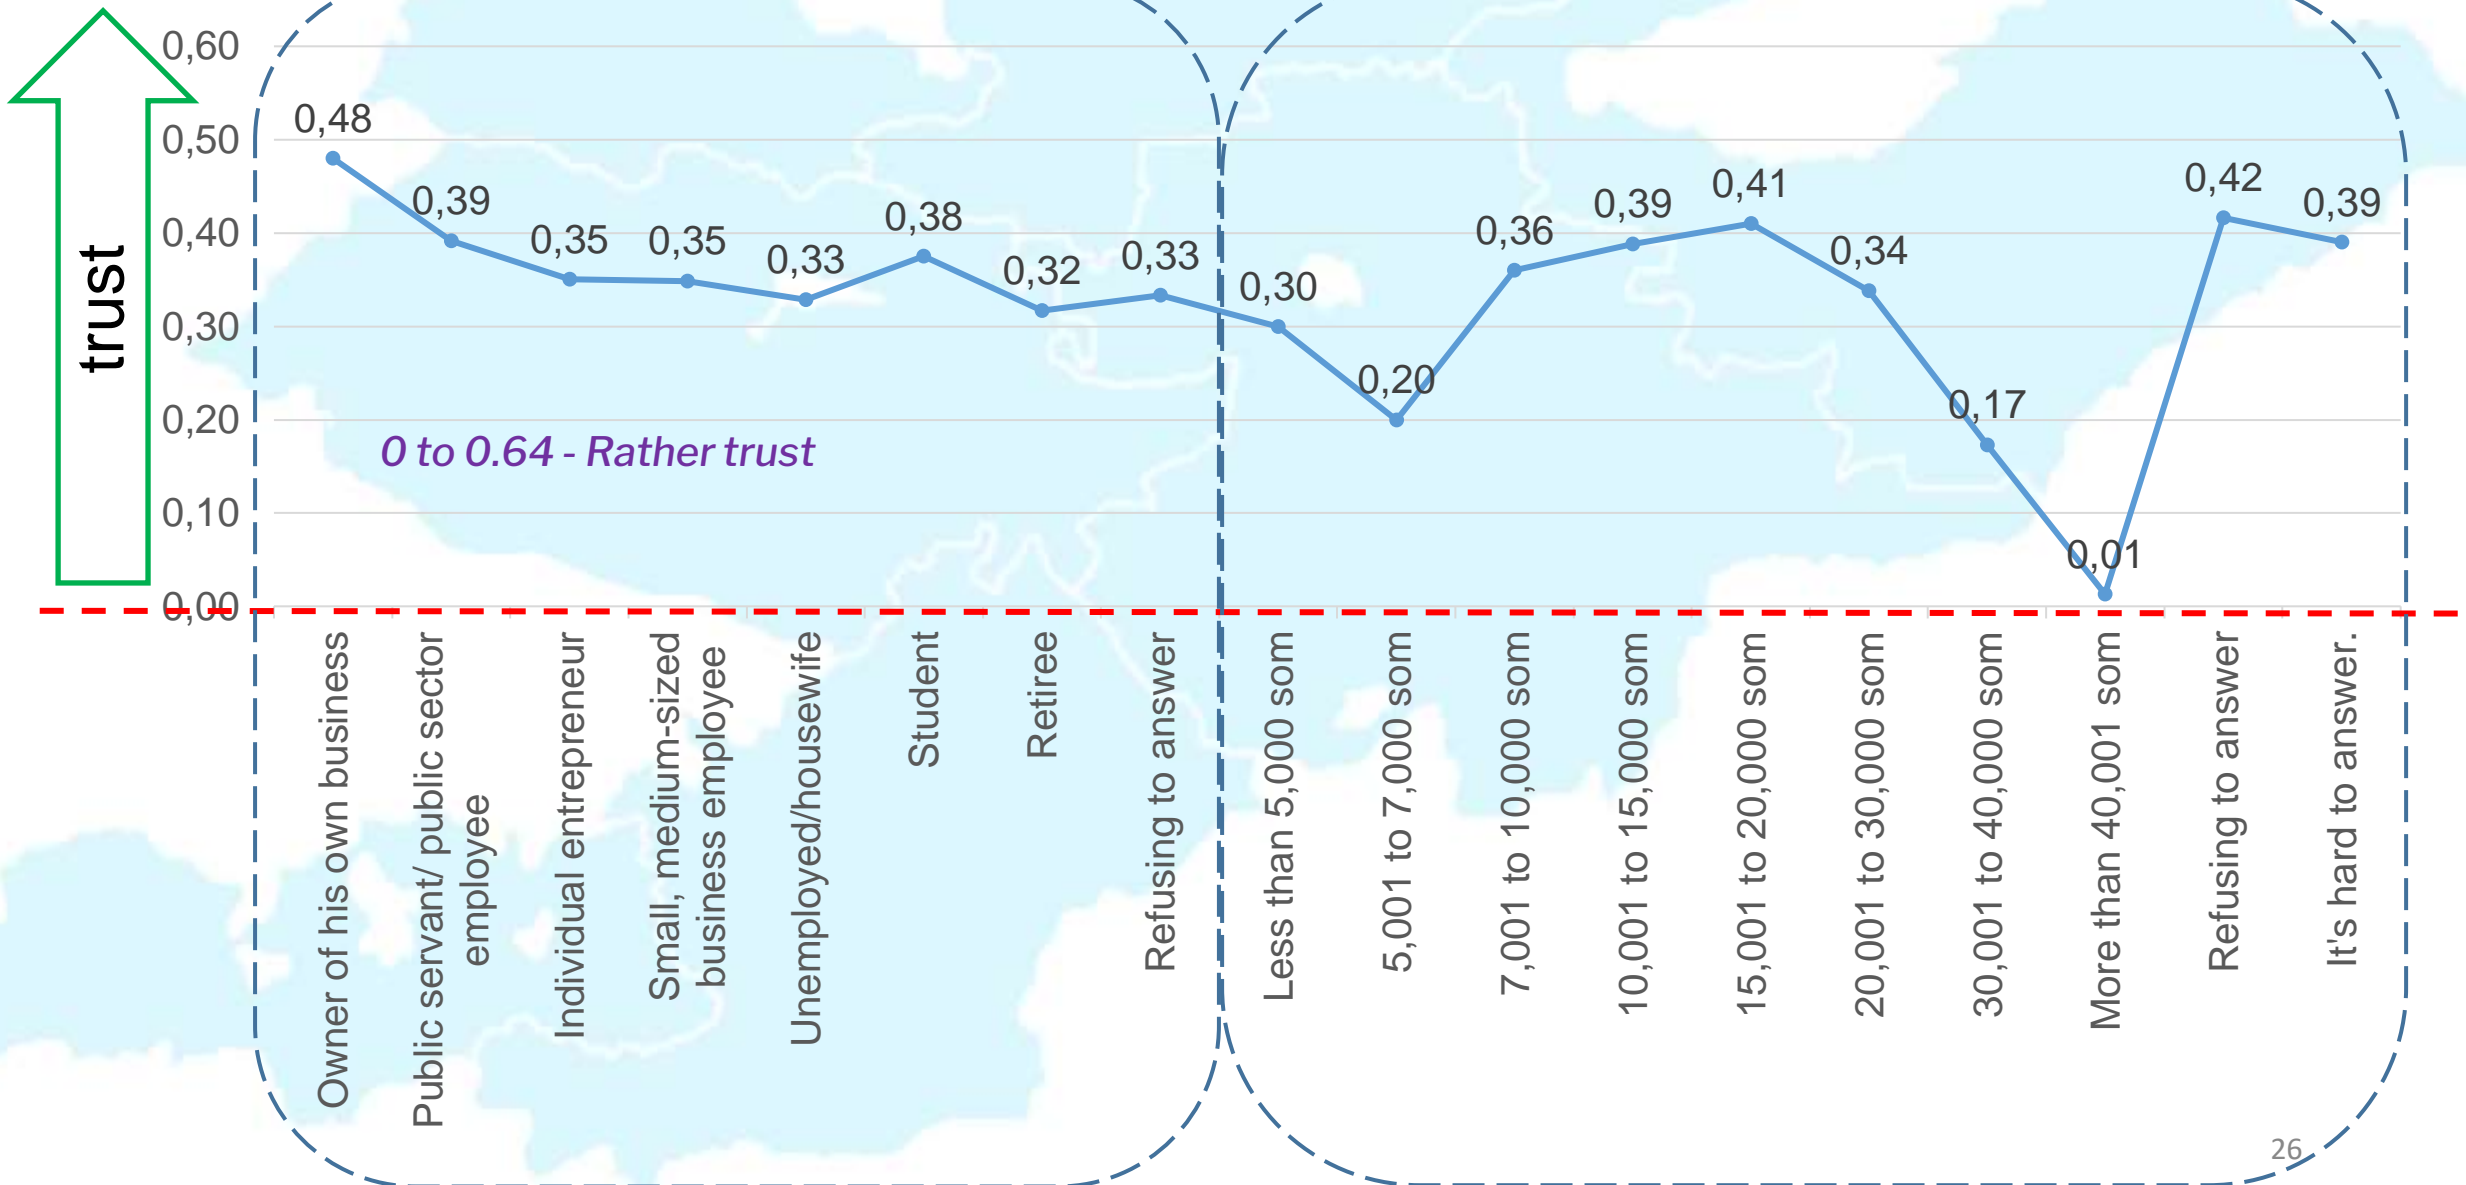 trust
0,60
0,50
0,40
0,30
0,20
0,10
0,00
0,48
0,39
0,35
0,35
0,33
0,38
0,32
0,33
0,30
0,20
0,36
0,39
0,41
0,34
0,17
0,01
0,42
0,39
0 to 0.64 - Rather trust
Owner of his own business
Public servant/ public sector
employee
Individual entrepreneur
Small, medium-sized
business employee
Unemployed/housewife
Student
Retiree
Refusing to answer
Less than 5,000 som
5,001 to 7,000 som
7,001 to 10,000 som
10,001 to 15,000 som
15,001 to 20,000 som
20,001 to 30,000 som
30,001 to 40,000 som
More than 40,001 som
Refusing to answer
It's hard to answer.
26